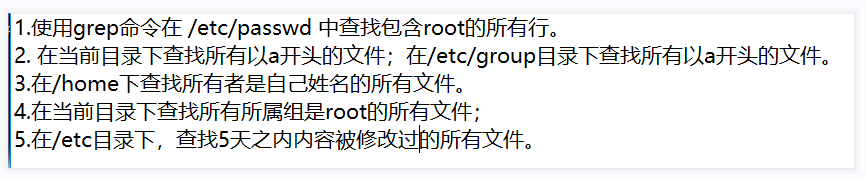 1.使用grep命令在 /etc/passwd 中查找包含root的所有行。
2. 在当前目录下查找所有以a开头的文件；在/etc/group目录下查找所有以a开头的文件。
3.在/home下查找所有者是自己姓名的所有文件。
4.在当前目录下查找所有所属组是root的所有文件；
5.在/etc目录下，查找5天之内内容被修改过的所有文件。